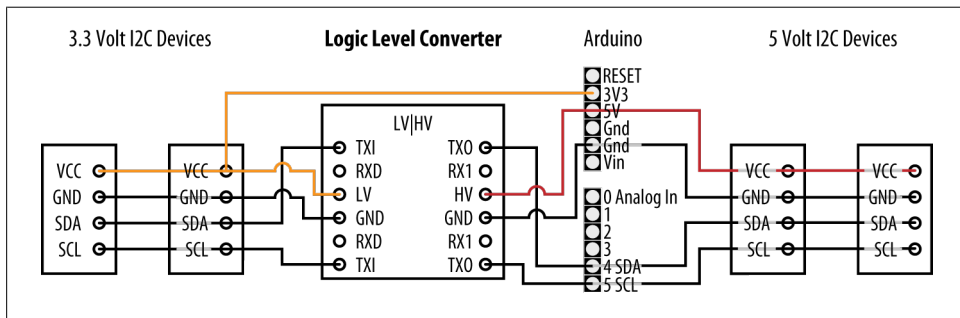 3.3 Volt I2C Devices
Logic Level Converter
Arduino
5 Volt I2C Devices
VCC
GND
SDA
SCL
VCC
GND
SDA
SCL
LV|HV
TXI
RXD
LV
GND
RXD
TXI
TX0
RX1
HV
GND
RX1
TX0
RESET
3V3
5V
Gnd
Gnd
Vin
0 Analog In
1
2
3
4 SDA
5 SCL
VCC
GND
SDA
SCL
VCC
GND
SDA
SCL